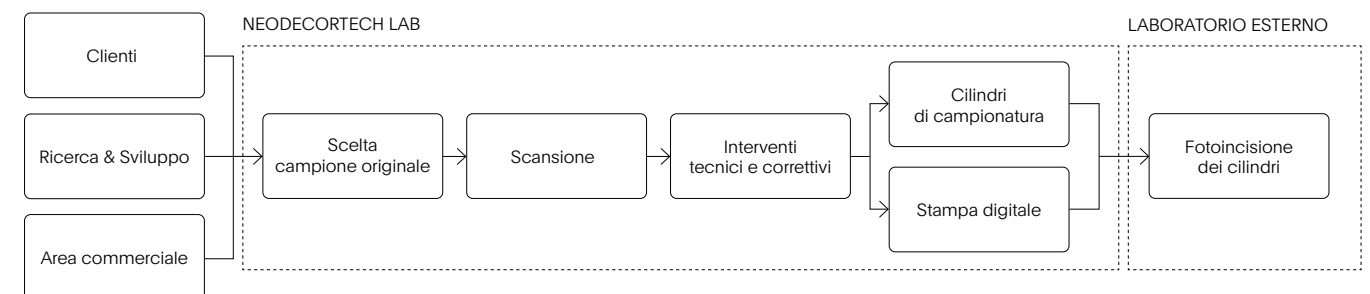 NEODECORTECH LAB
LABORATORIO ESTERNO
Clienti
Ricerca & Sviluppo
Area commerciale
Scelta
campione originale
Scansione
Interventi
tecnici e correttivi
Cilindri
di campionatura
Stampa digitale
Fotoincisione
dei cilindri